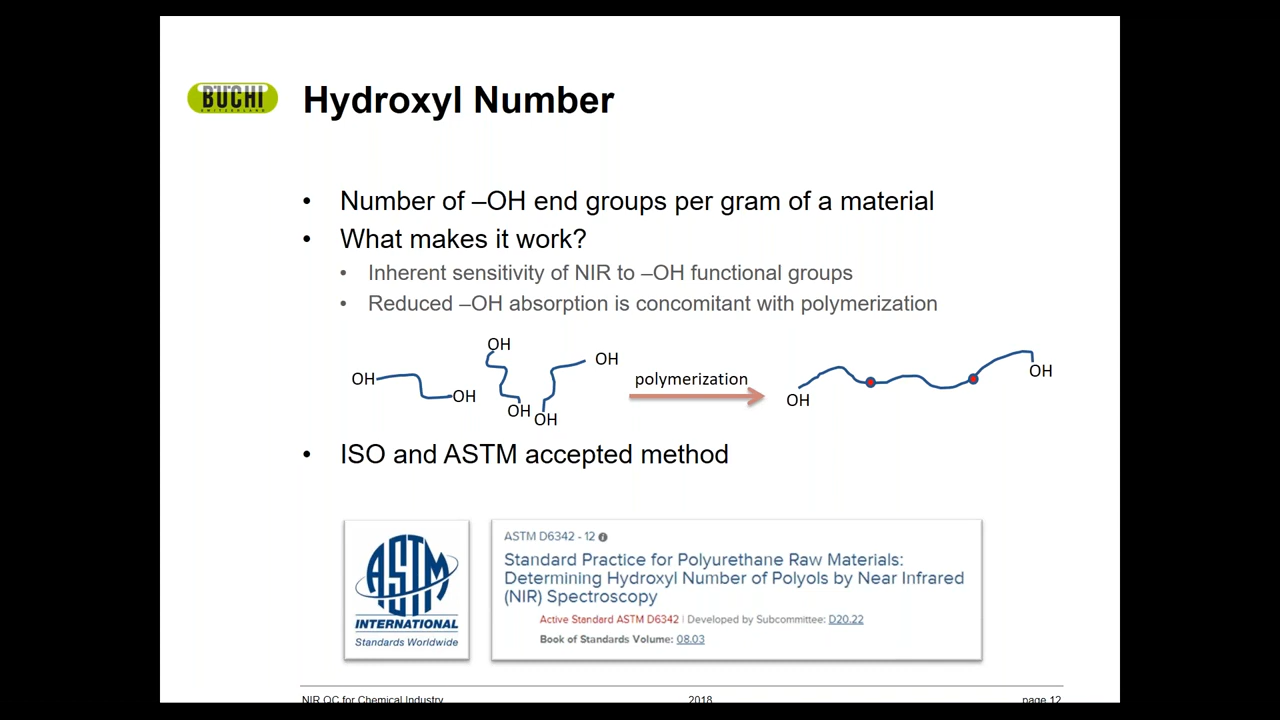 BUCHI
SWITZERLAND
Hydroxyl Number
• Number of –OH end groups per gram of a material
• What makes it work?
• Inherent sensitivity of NIR to –OH functional groups
• Reduced –OH absorption is concomitant with polymerization
OH
OH
OH
OH
OH
OH
polymerization
OH
OH
• ISO and ASTM accepted method
ASTM
INTERNATIONAL
Standards Worldwide
ASTM D6342 - 12
Standard Practice for Polyurethane Raw Materials:
Determining Hydroxyl Number of Polyols by Near Infrared
(NIR) Spectroscopy
Active Standard ASTM D6342 | Developed by Subcommittee: D20.22
Book of Standards Volume: 08.03
NIR QC for Chemical Industry 2018 page 12